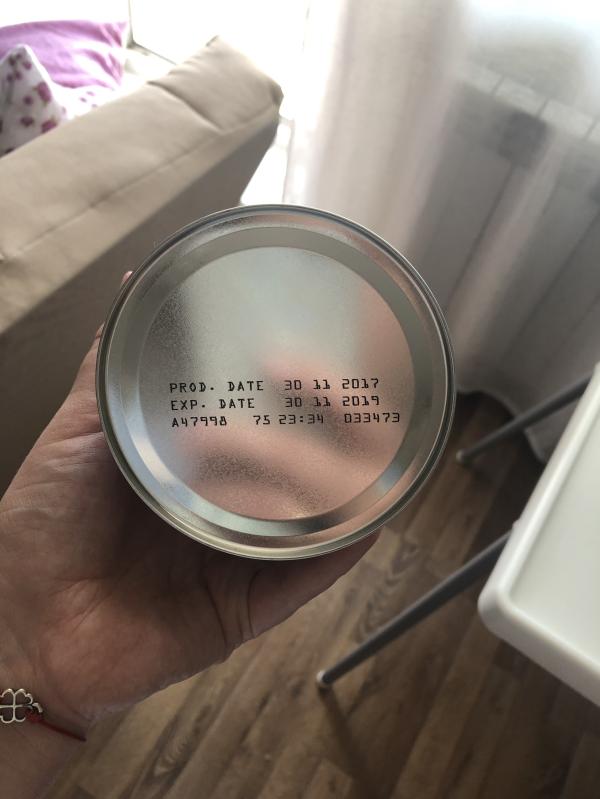 PROD. DATE 30 11 2017
EXP. DATE 30 11 2019
A47998 75 23:34 033473